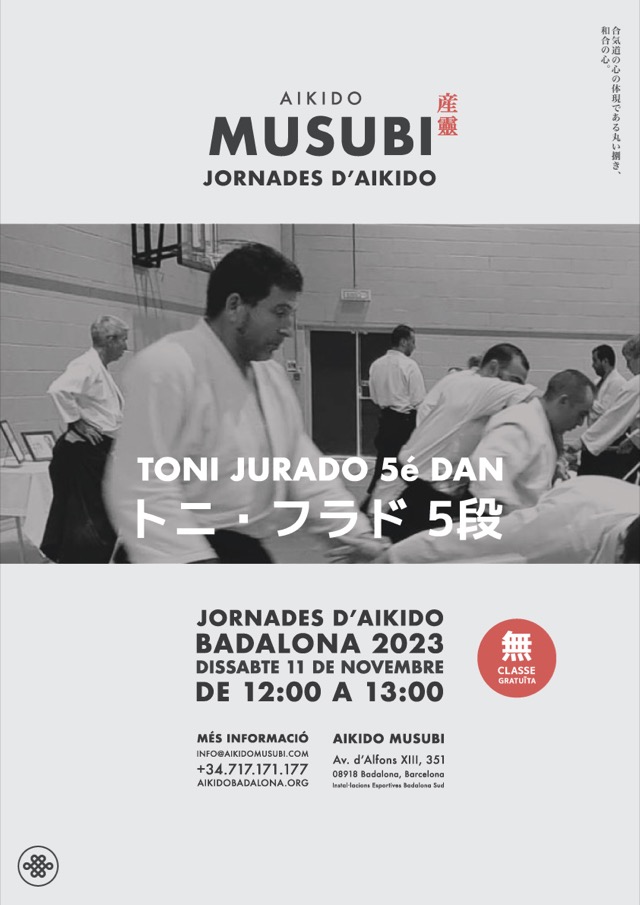 合気道の心の体現である丸い捌き、
和合の心。
AIKIDO
MUSUBI
産靈
JORNADES D’AIKIDO
TONI JURADO 5é DAN
トニ・フラド 5段
JORNADES D’AIKIDO
BADALONA 2023
DISSABTE 11 DE NOVEMBRE
DE 12:00 A 13:00
無
CLASSE
GRATUÏTA
MÉS INFORMACIÓ
INFO@AIKIDOMUSUBI.COM
+34.717.171.177
AIKIDOBADALONA.ORG
AIKIDO MUSUBI
Av. d’Alfons XIII, 351
08918 Badalona, Barcelona
Instal·lacions Esportives Badalona Sud